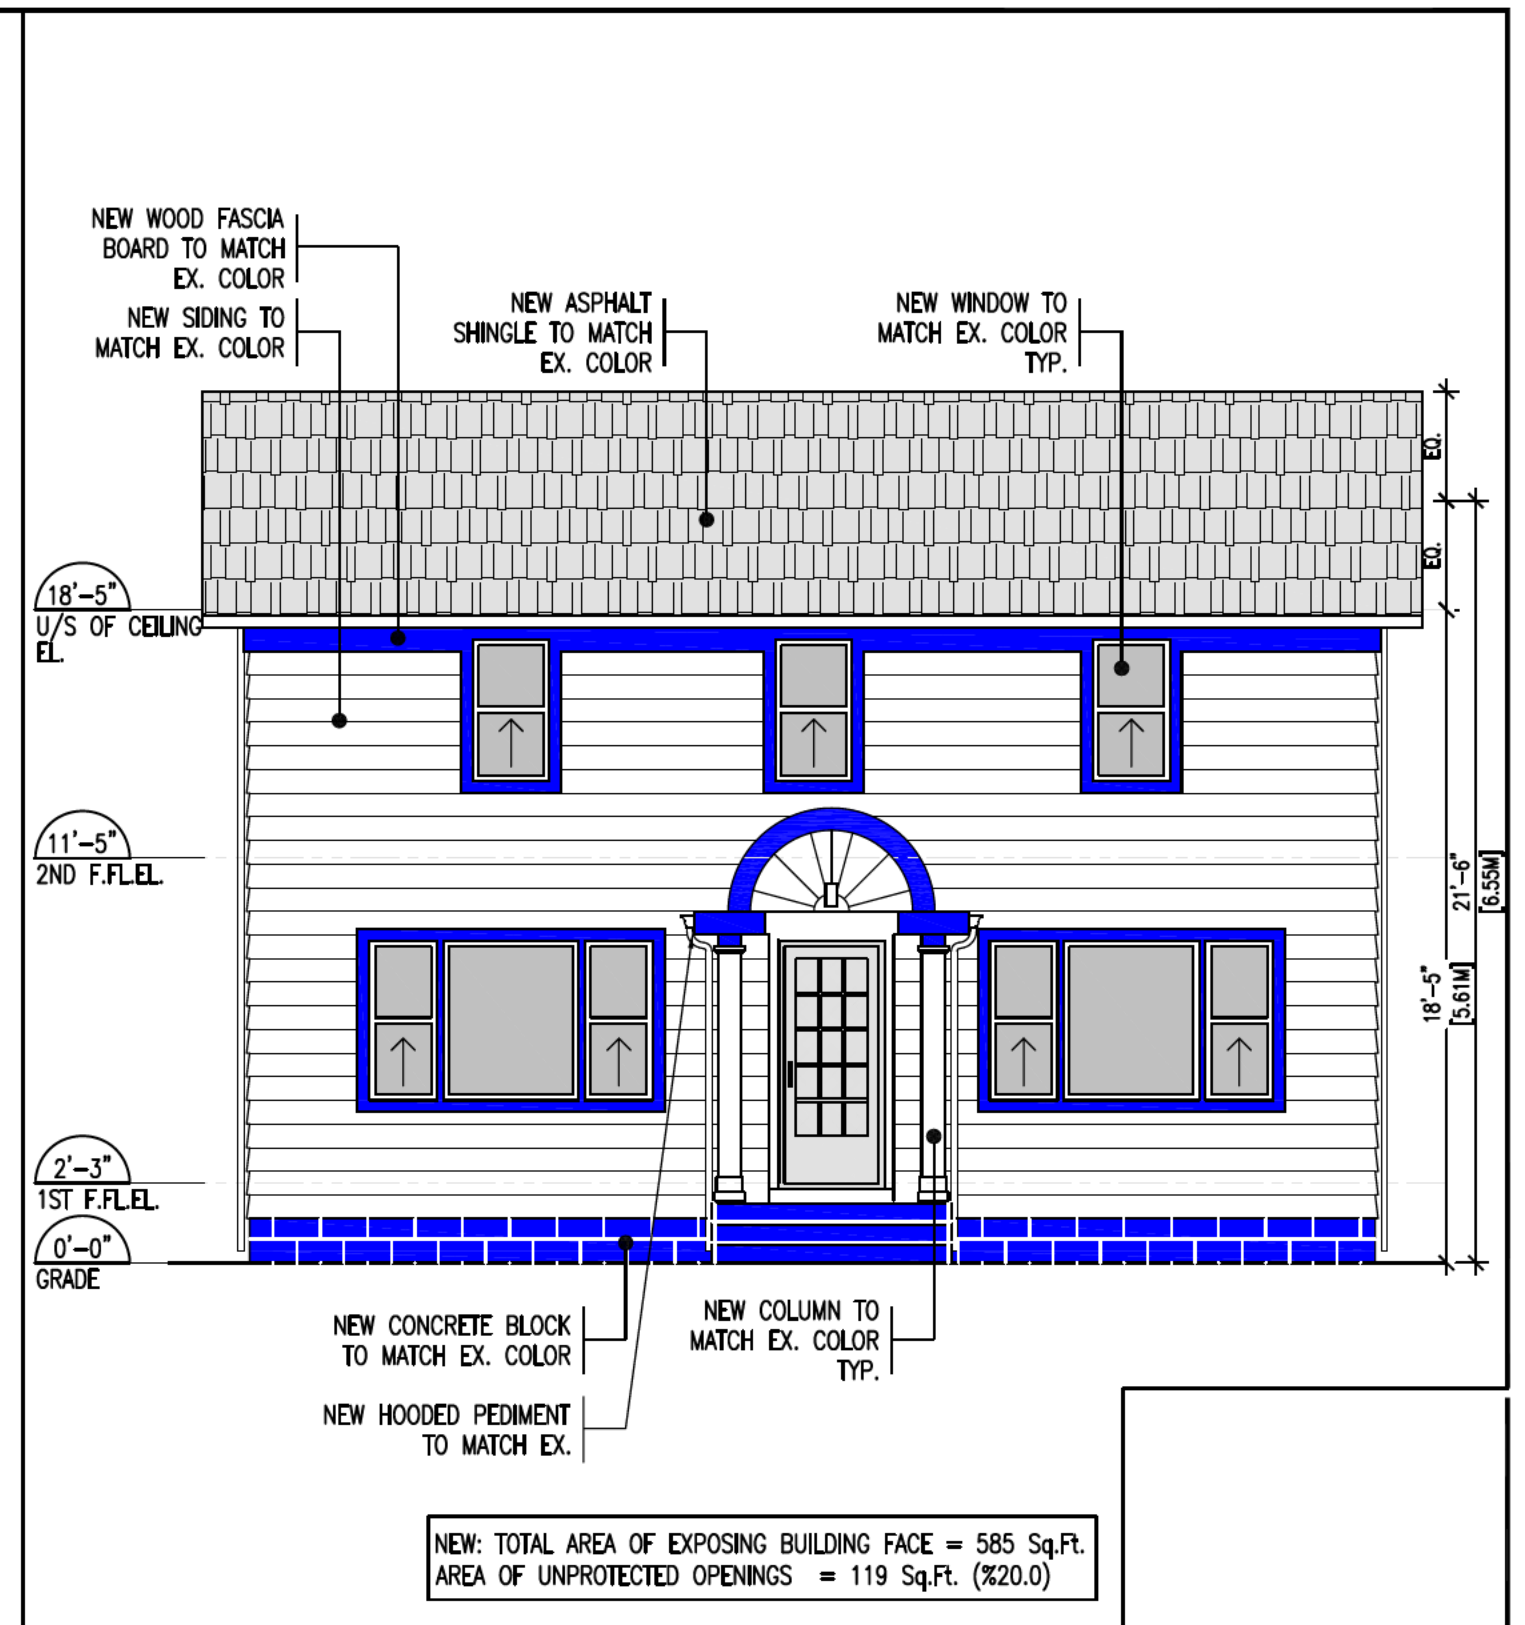 NEW WOOD FASCIA
BOARD TO MATCH
EX. COLOR
NEW SIDING TO
MATCH EX. COLOR
NEW ASPHALT
SHINGLE TO MATCH
EX. COLOR
NEW WINDOW TO
MATCH EX. COLOR
TYP.
EQ.
EQ.
18'-5"
U/S OF CEILING
EL.
11'-5"
2ND F.FL.EL.
2'-3"
1ST F.FL.EL.
0'-0"
GRADE
21'-6"
[6.55M]
18'-5"
[5.61M]
NEW CONCRETE BLOCK
TO MATCH EX. COLOR
NEW COLUMN TO
MATCH EX. COLOR
TYP.
NEW HOODED PEDIMENT
TO MATCH EX.
NEW: TOTAL AREA OF EXPOSING BUILDING FACE = 585 Sq.Ft.
AREA OF UNPROTECTED OPENINGS = 119 Sq.Ft. (%20.0)